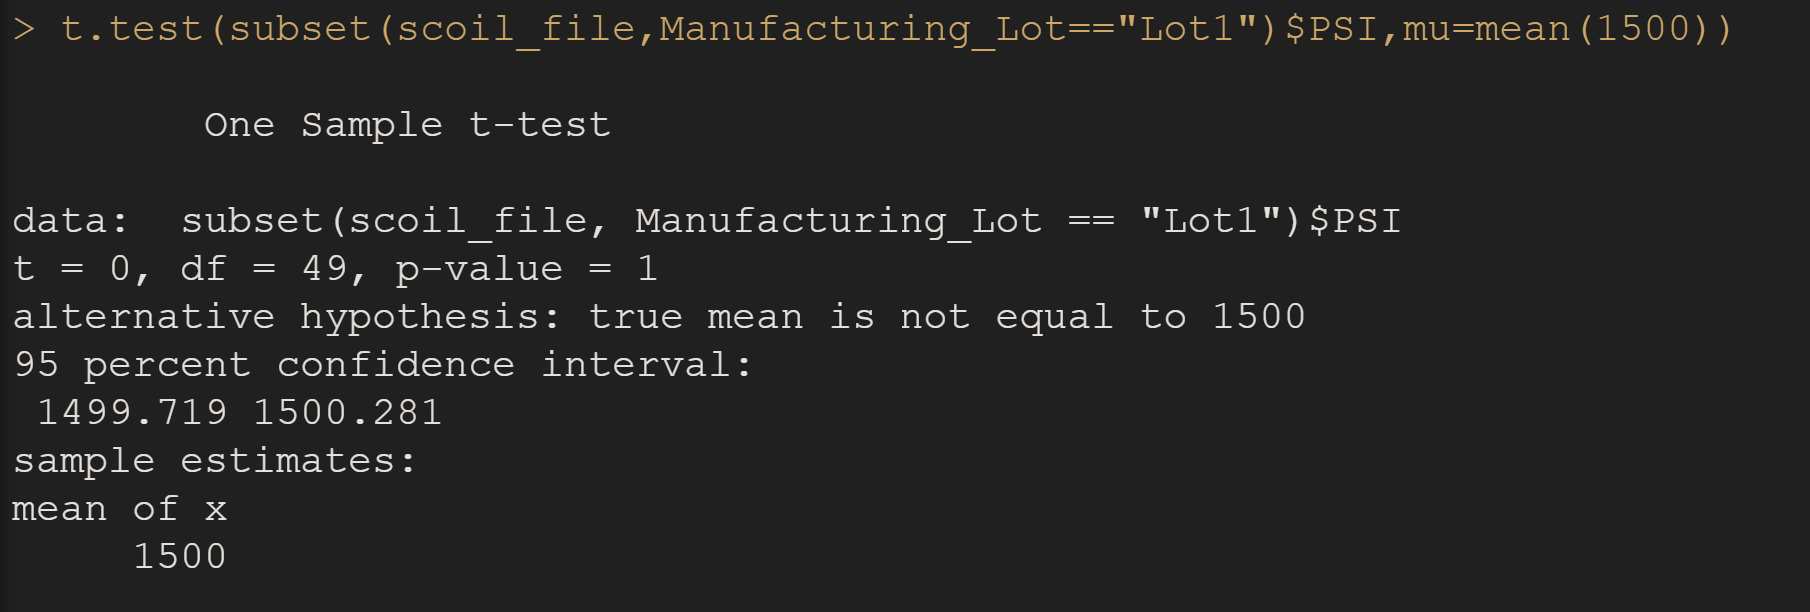 > t.test(subset(scoil_file,Manufacturing_Lot=="Lot1")$PSI,mu=mean(1500))
One Sample t-test
data:  subset(scoil_file, Manufacturing_Lot == "Lot1")$PSI
t = 0, df = 49, p-value = 1
alternative hypothesis: true mean is not equal to 1500
95 percent confidence interval:
 1499.719 1500.281
sample estimates:
mean of x
     1500